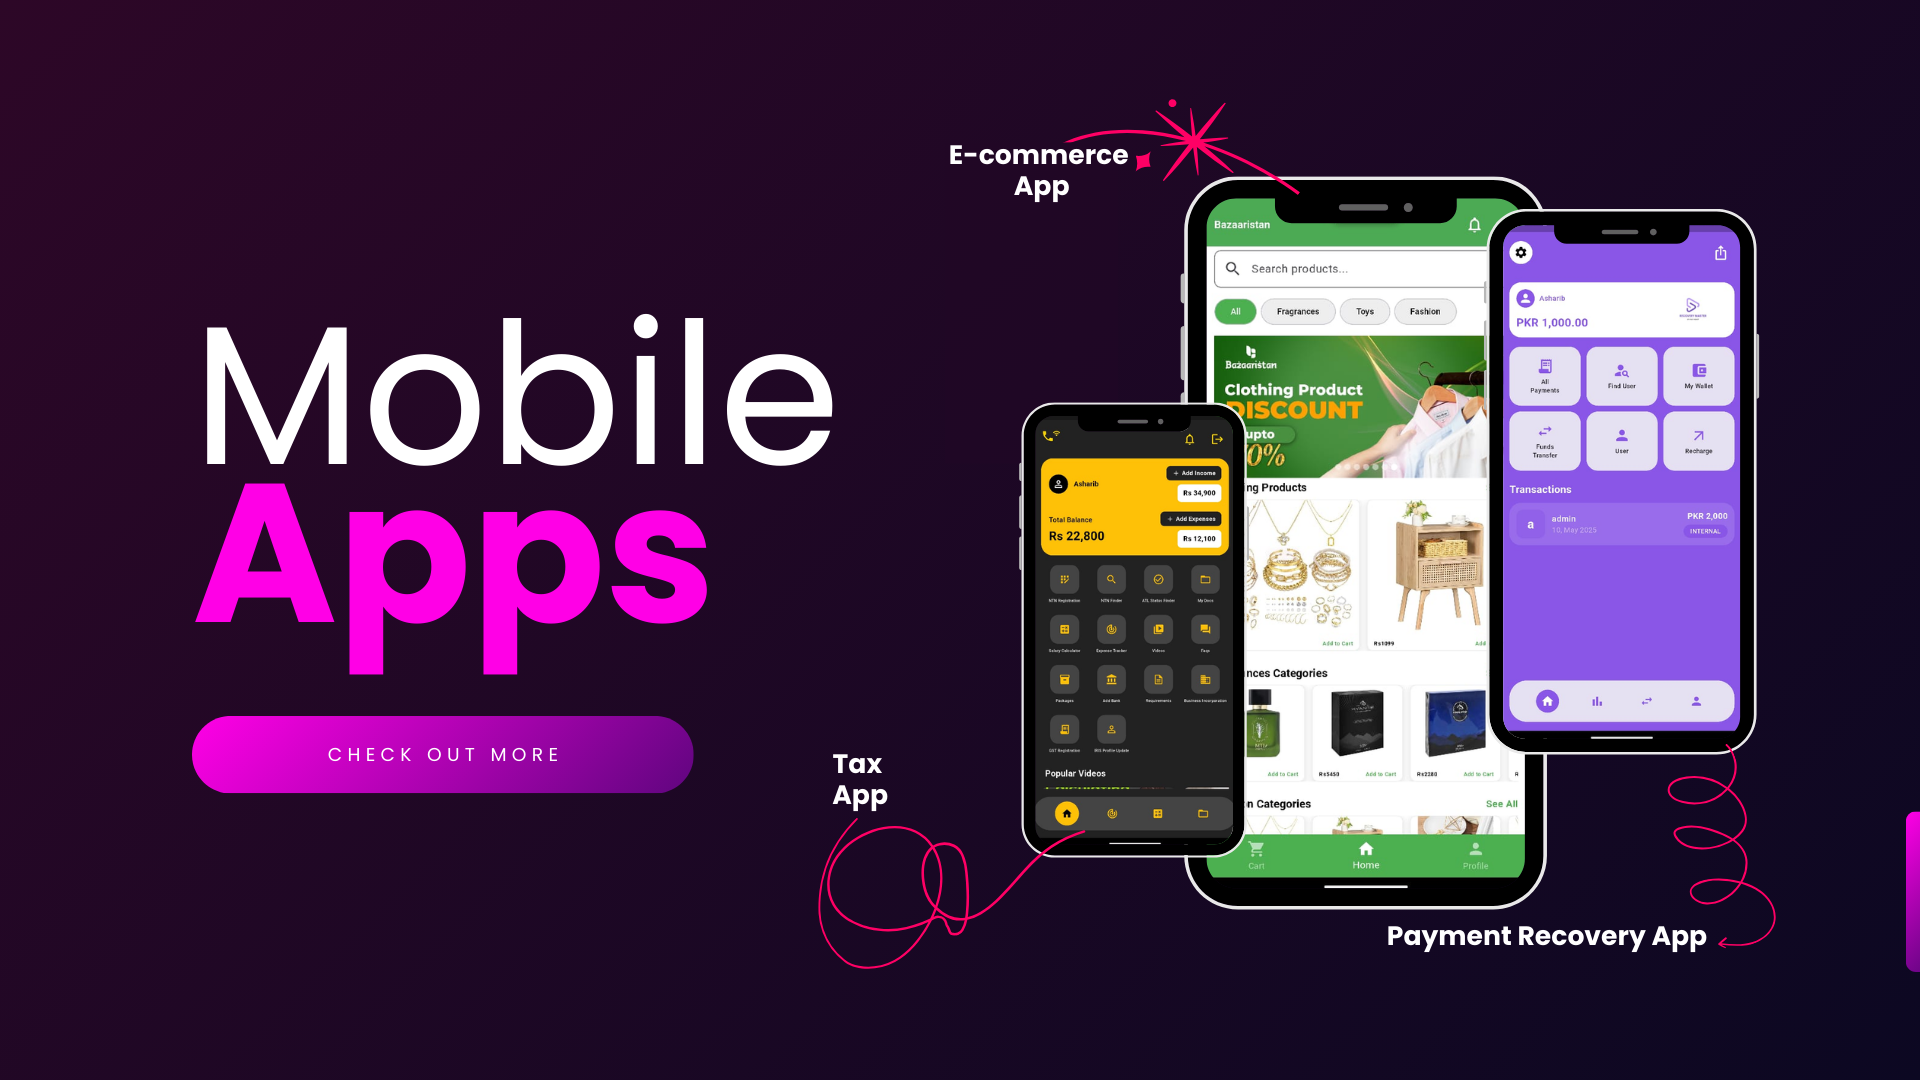 E-commerce
App
Mobile
Apps
CHECK OUT MORE
Tax
App
Payment Recovery App
Bazaaristan
Search products...
All
Fragrances
Toys
Fashion
Bazaaristan
Clothing Product
DISCOUNT
upto
0%
ng Products
Add to Cart
Rs1099
Add
nces Categories
Add to Cart
Rs5450
Add to Cart
Rs2280
Add to Cart
R
n Categories
See All
Cart
Home
Profile
Asharib
+ Add Income
Rs 34,900
Total Balance
+ Add Expenses
Rs 22,800
Rs 12,100
NTN Registration
NTN Finder
ATL Status Finder
My Docs
Salary Calculator
Expense Tracker
Videos
Faqs
Packages
Add Bank
Requirements
Business Incorporation
GST Registration
IRIS Profile Update
Popular Videos
Asharib
PKR 1,000.00
All
Payments
Find User
My Wallet
Funds
Transfer
User
Recharge
Transactions
a
admin
10, May 2025
PKR 2,000
INTERNAL